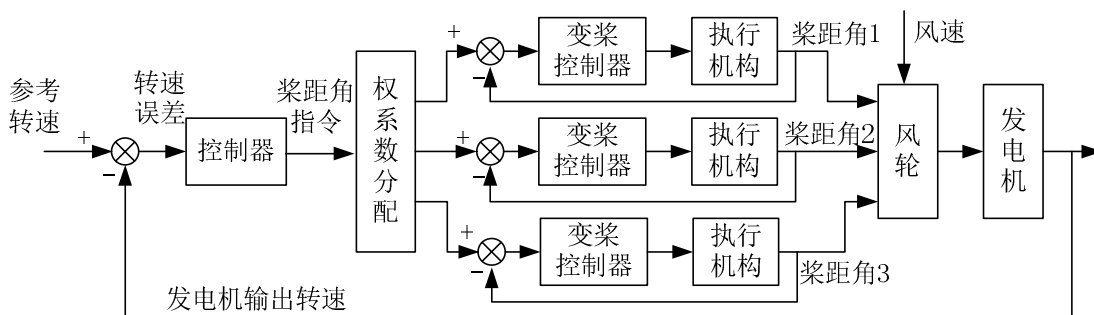 参考
转速
+
-
转速
误差
控制器
桨距角
指令
权
系
数
分
配
+
-
变桨
控制器
执行
机构
桨距角1
+
-
变桨
控制器
执行
机构
桨距角2
+
-
变桨
控制器
执行
机构
桨距角3
风速
风
轮
发
电
机
发电机输出转速